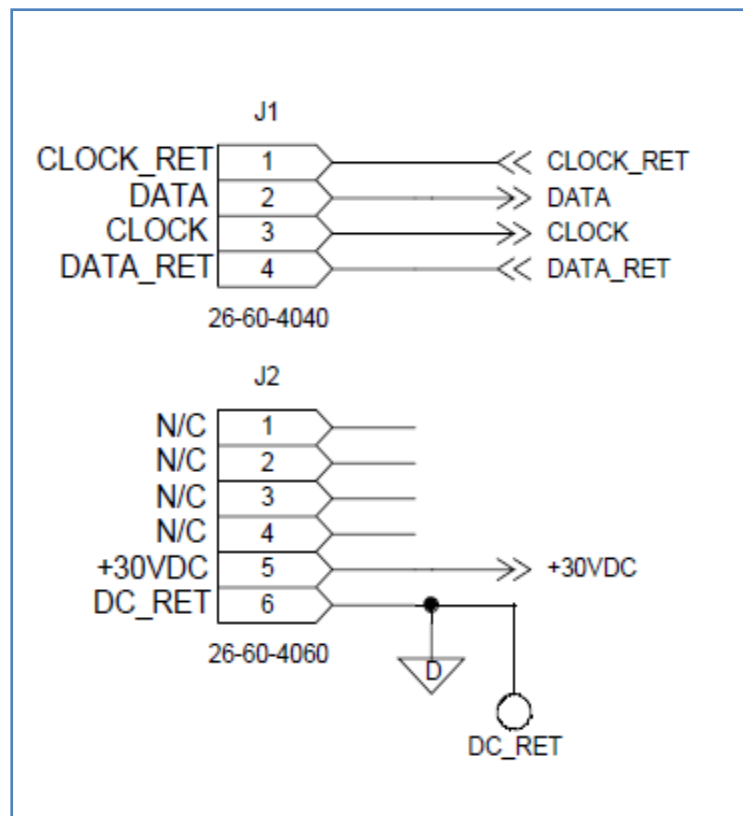 J1
CLOCK_RET 1 CLOCK_RET
DATA 2 DATA
CLOCK 3 CLOCK
DATA_RET 4 DATA_RET
26-60-4040
J2
N/C 1
N/C 2
N/C 3
N/C 4
+30VDC 5 +30VDC
DC_RET 6
26-60-4060
D
DC_RET